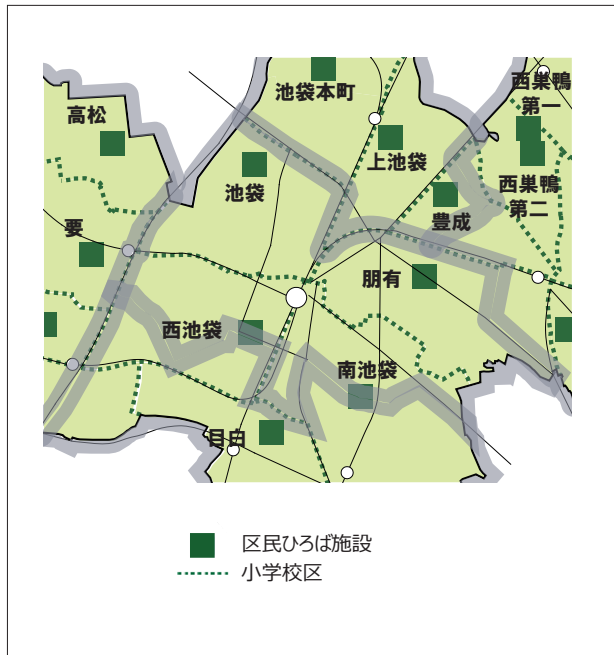 池袋本町
西巣鴨
第一
高松
上池袋
池袋
西巣鴨
第二
豊成
要
朋有
西池袋
南池袋
目白
区民ひろば施設
小学校区